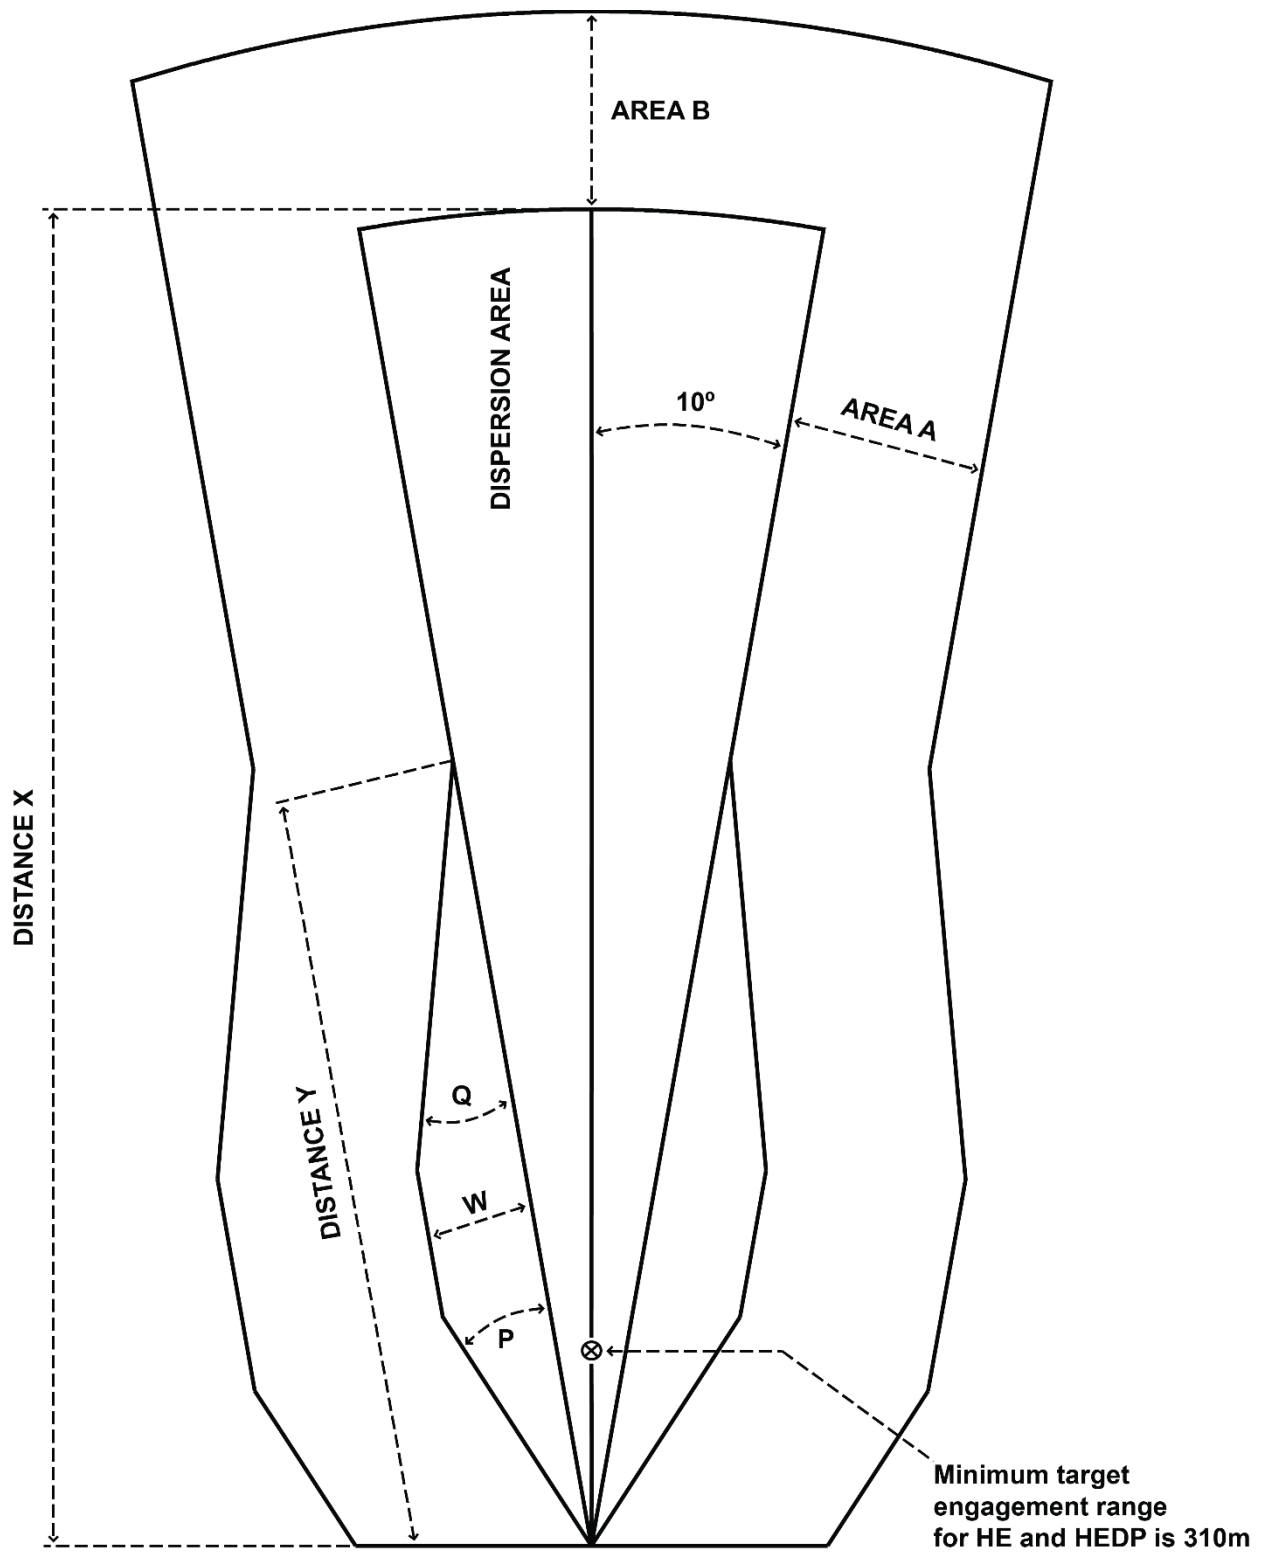 AREA B
DISPERSION AREA
10º
AREA A
DISTANCE X
Q
DISTANCE Y
W
P
Minimum target
engagement range
for HE and HEDP is 310m